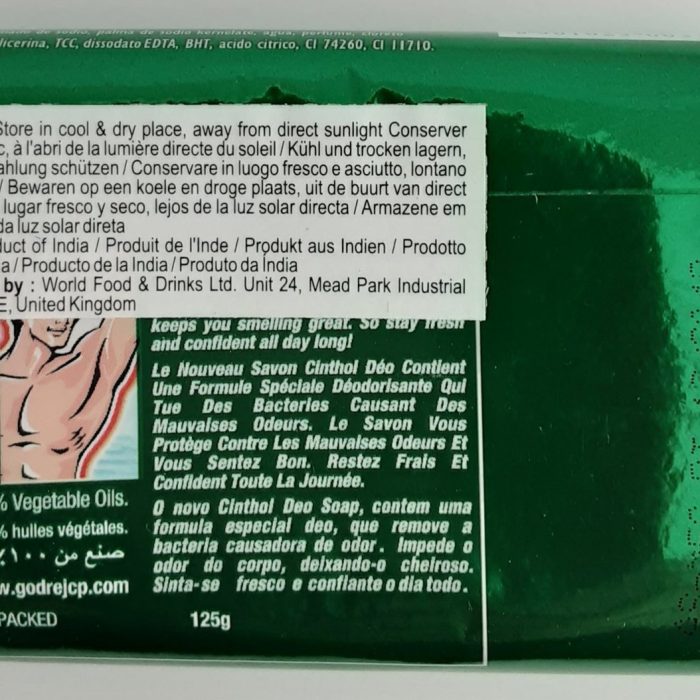 glicerina, TCC, dissodato EDTA, BHT, acido citrico, CI 74260, CI 11710.
Store in cool & dry place, away from direct sunlight Conserver
c, à l'abri de la lumière directe du soleil / Kühl und trocken lagern,
ahlung schützen / Conservare in luogo fresco e asciutto, lontano
/ Bewaren op een koele en droge plaats, uit de buurt van direct
lugar fresco y seco, lejos de la luz solar directa / Armazene em
da luz solar direta
duct of India / Produit de l'Inde / Produkt aus Indien / Prodotto
a / Producto de la India / Produto da Índia
by : World Food & Drinks Ltd. Unit 24, Mead Park Industrial
E, United Kingdom
keeps you smelling great. So stay fresh
and confident all day long!
Le Nouveau Savon Cinthol Déo Contient
Une Formule Spéciale Déodorisante Qui
Tue Des Bacteries Causant Des
Mauvaises Odeurs. Le Savon Vous
Protège Contre Les Mauvaises Odeurs Et
Vous Sentez Bon. Restez Frais Et
Confident Toute La Journée.
O novo Cinthol Deo Soap, contem uma
formula especial deo, que remove a
bacteria causadora de odor. Impede o
odor do corpo, deixando-o cheiroso.
Sinta-se fresco e confiante o dia todo.
% Vegetable Oils.
% huiles végétales.
صنع من ١٠٠٪
w.godrejcp.com
PACKED
125g